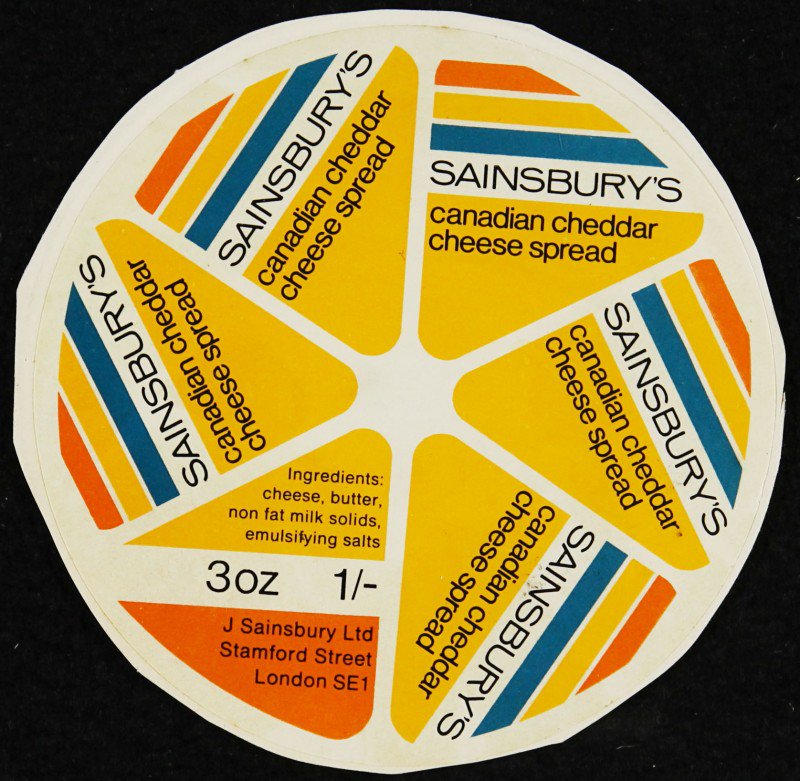 SAINSBURY'S
canadian cheddar
cheese spread
SAINSBURY'S
canadian cheddar
cheese spread
SAINSBURY'S
canadian cheddar
cheese spread
Ingredients:
cheese, butter,
non fat milk solids,
emulsifying salts
3oz 1/-
J Sainsbury Ltd
Stamford Street
London SE1
SAINSBURY'S
canadian cheddar
cheese spread
SAINSBURY'S
canadian cheddar
cheese spread